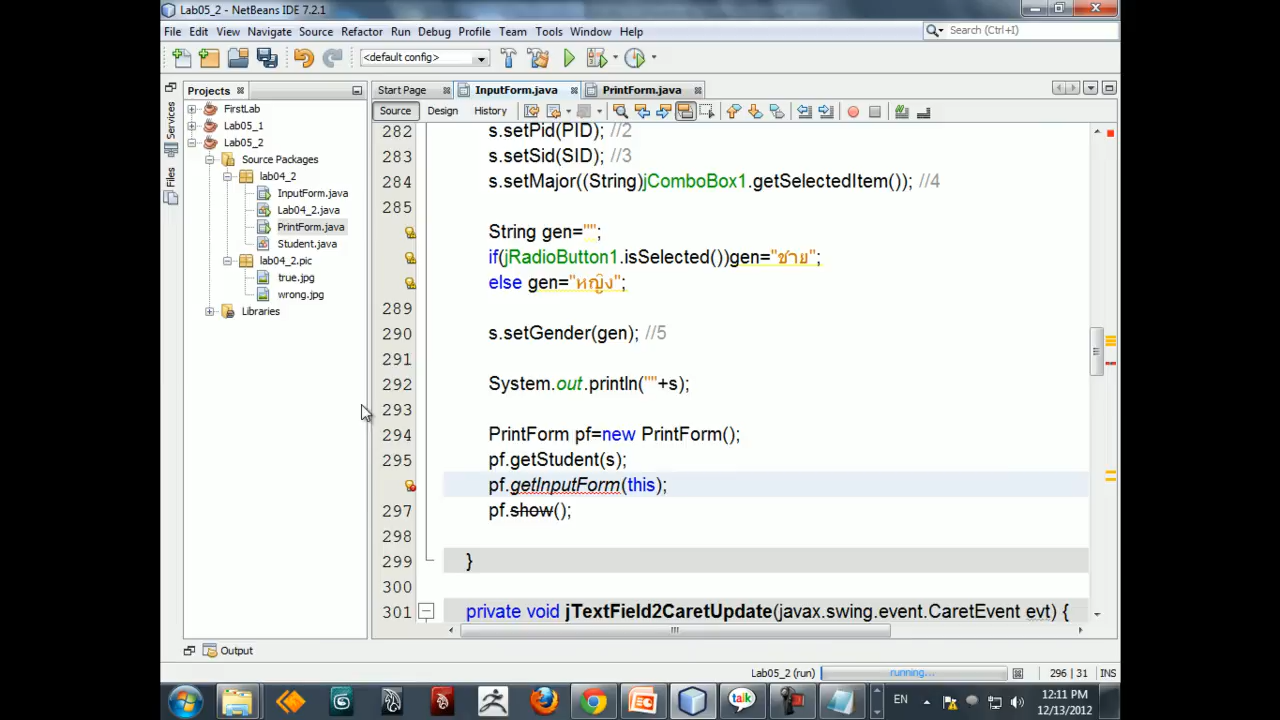 Lab05_2 - NetBeans IDE 7.2.1
File Edit View Navigate Source Refactor Run Debug Profile Team Tools Window Help
Search (Ctrl+I)
<default config>
Projects
Start Page InputForm.java PrintForm.java
Source Design History
Services
Files
FirstLab
Lab05_1
Lab05_2
Source Packages
lab04_2
InputForm.java
Lab04_2.java
PrintForm.java
Student.java
lab04_2.pic
true.jpg
wrong.jpg
Libraries
282 s.setPid(PID); //2
283 s.setSid(SID); //3
284 s.setMajor((String)jComboBox1.getSelectedItem()); //4
285
String gen="";
if(jRadioButton1.isSelected())gen="ชาย";
else gen="หญิง";
289
290 s.setGender(gen); //5
291
292 System.out.println(""+s);
293
294 PrintForm pf=new PrintForm();
295 pf.getStudent(s);
pf.getInputForm(this);
297 pf.show();
298
299 }
300
301 private void jTextField2CaretUpdate(javax.swing.event.CaretEvent evt) {
Output
Lab05_2 (run) running... 296 | 31 INS
talk
EN
12:11 PM
12/13/2012